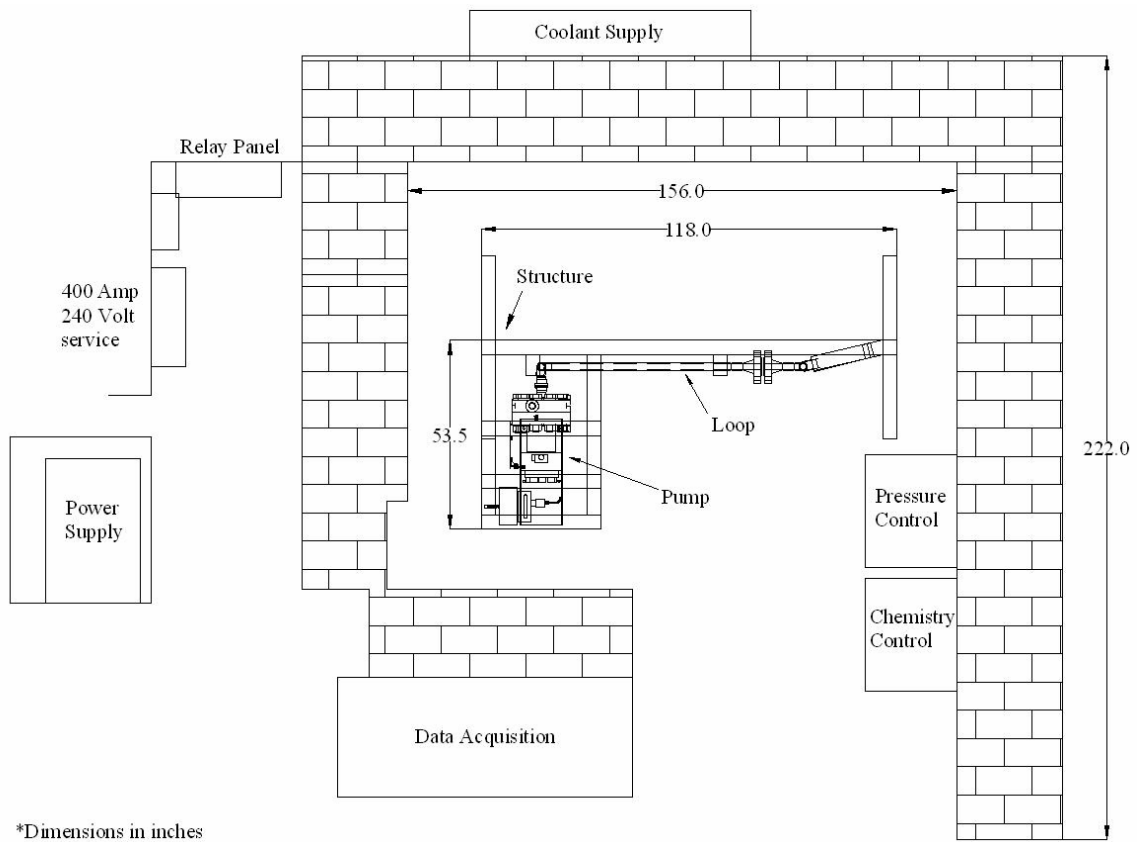 Coolant Supply
Relay Panel
156.0
118.0
Structure
400 Amp
240 Volt
service
Loop
53.5
222.0
Pump
Pressure
Control
Power
Supply
Chemistry
Control
Data Acquisition
*Dimensions in inches